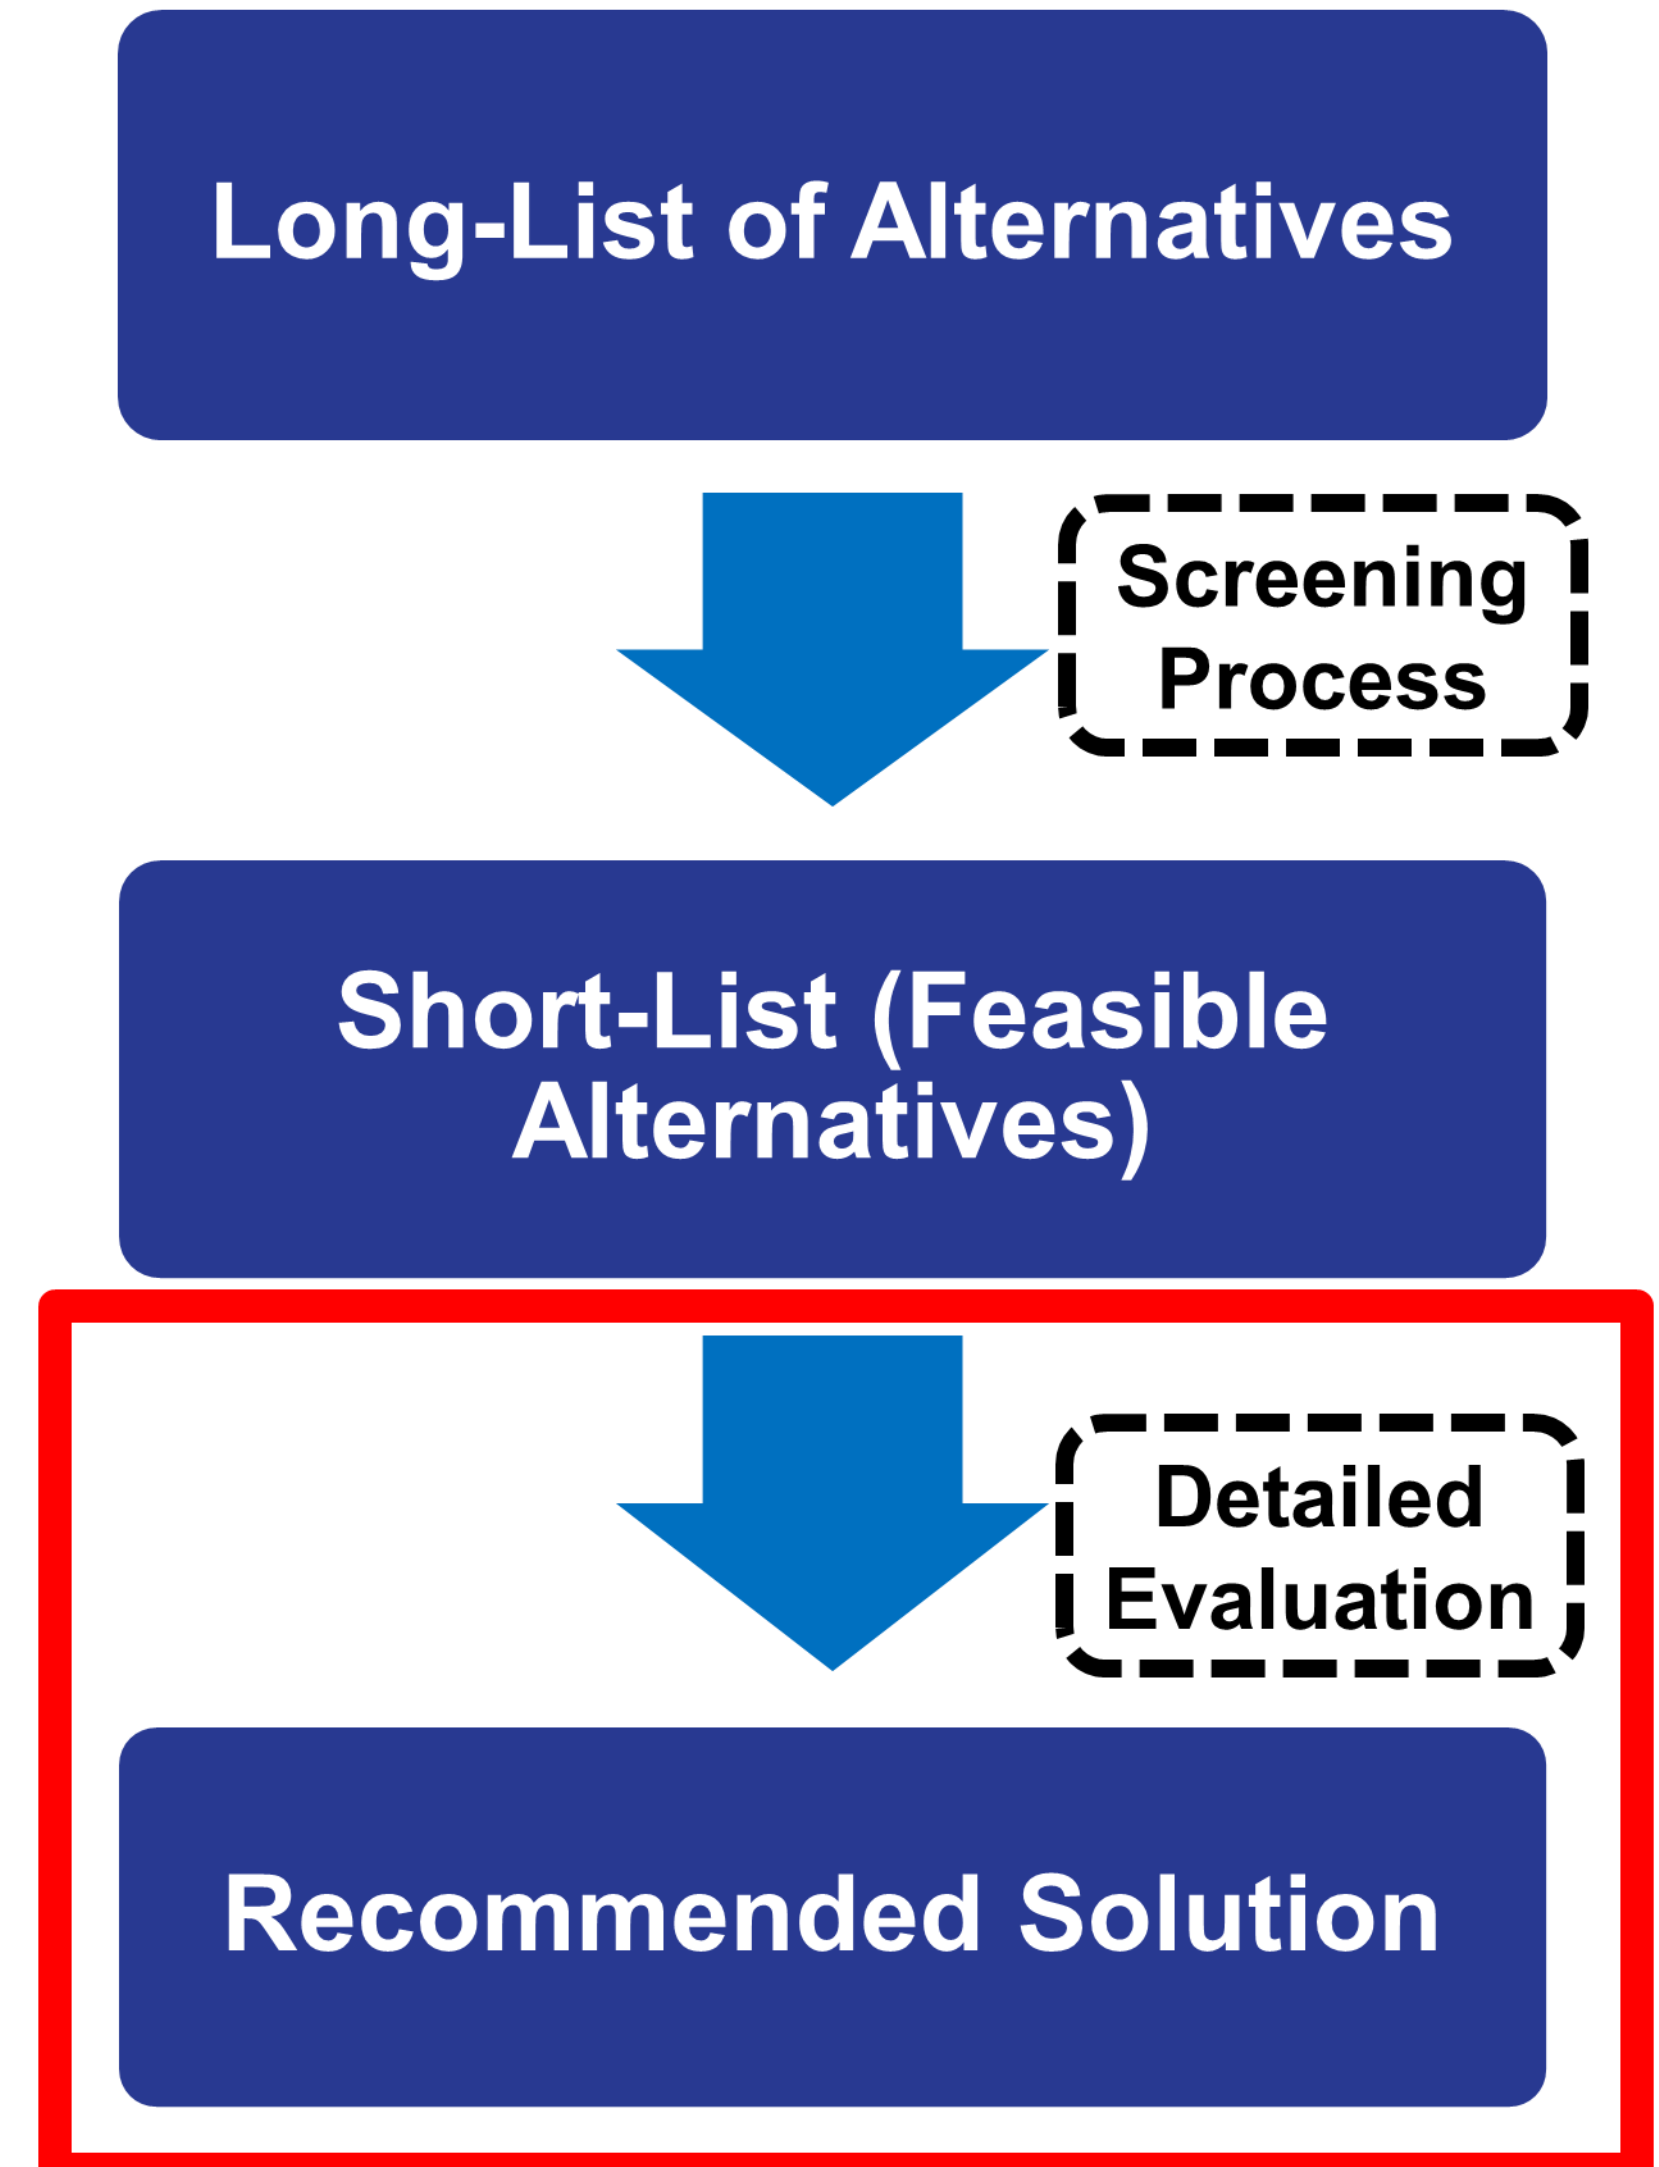 Long-List of Alternatives
Screening
Process
Short-List (Feasible
Alternatives)
Detailed
Evaluation
Recommended Solution